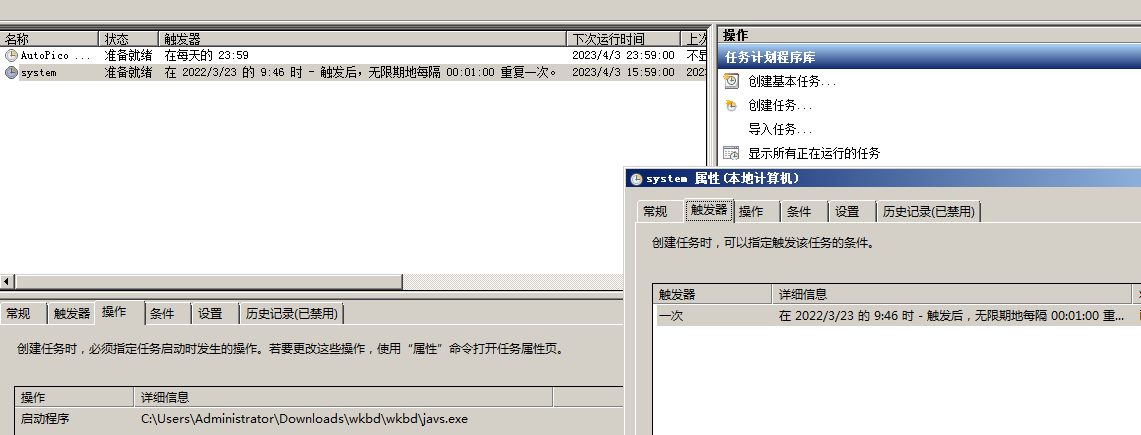 操作
名称 状态 触发器 下次运行时间 上次
AutoPico ... 准备就绪 在每天的 23:59 2023/4/3 23:59:00 不显
system 准备就绪 在 2022/3/23 的 9:46 时 - 触发后，无限期地每隔 00:01:00 重复一次。 2023/4/3 15:59:00 202
任务计划程序库
创建基本任务...
创建任务...
导入任务...
显示所有正在运行的任务
system 属性(本地计算机)
常规 触发器 操作 条件 设置 历史记录(已禁用)
创建任务时，可以指定触发该任务的条件。
触发器 详细信息
一次 在 2022/3/23 的 9:46 时 - 触发后，无限期地每隔 00:01:00 重...
常规 触发器 操作 条件 设置 历史记录(已禁用)
创建任务时，必须指定任务启动时发生的操作。若要更改这些操作，使用“属性”命令打开任务属性页。
操作 详细信息
启动程序 C:\Users\Administrator\Downloads\wkbd\wkbd\javs.exe